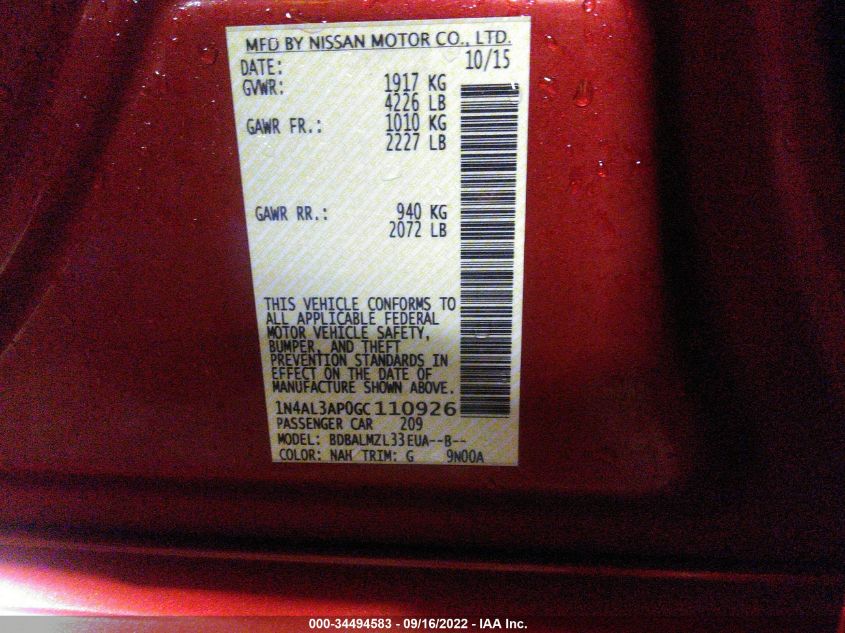 MFD BY NISSAN MOTOR CO., LTD.
DATE: 10/15
GVWR: 1917 KG
4226 LB
GAWR FR.: 1010 KG
2227 LB
GAWR RR.: 940 KG
2072 LB
THIS VEHICLE CONFORMS TO
ALL APPLICABLE FEDERAL
MOTOR VEHICLE SAFETY,
BUMPER, AND THEFT
PREVENTION STANDARDS IN
EFFECT ON THE DATE OF
MANUFACTURE SHOWN ABOVE.
1N4AL3AP0GC110926
PASSENGER CAR 209
MODEL: BDBALMZL33EUA--B--
COLOR: NAH TRIM: G 9N00A
000-34494583 - 09/16/2022 - IAA Inc.